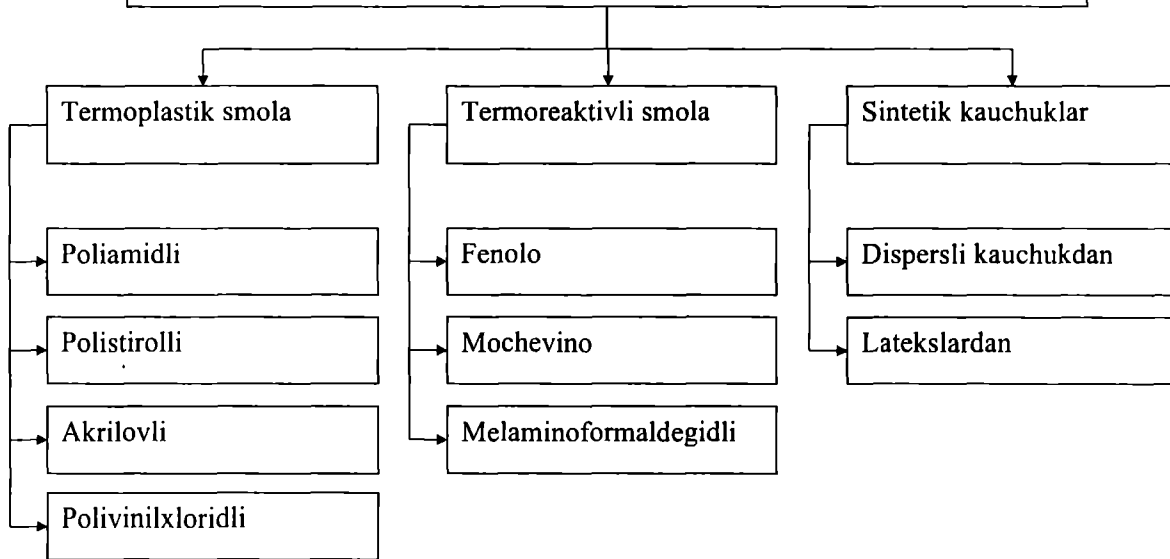 Termoplastik smola
Termoreaktivli smola
Sintetik kauchuklar
Poliamidli
Fenolo
Dispersli kauchukdan
Polistirolli
Mochevino
Latekslardan
Akrilovli
Melaminoformaldegidli
Polivinilxloridli